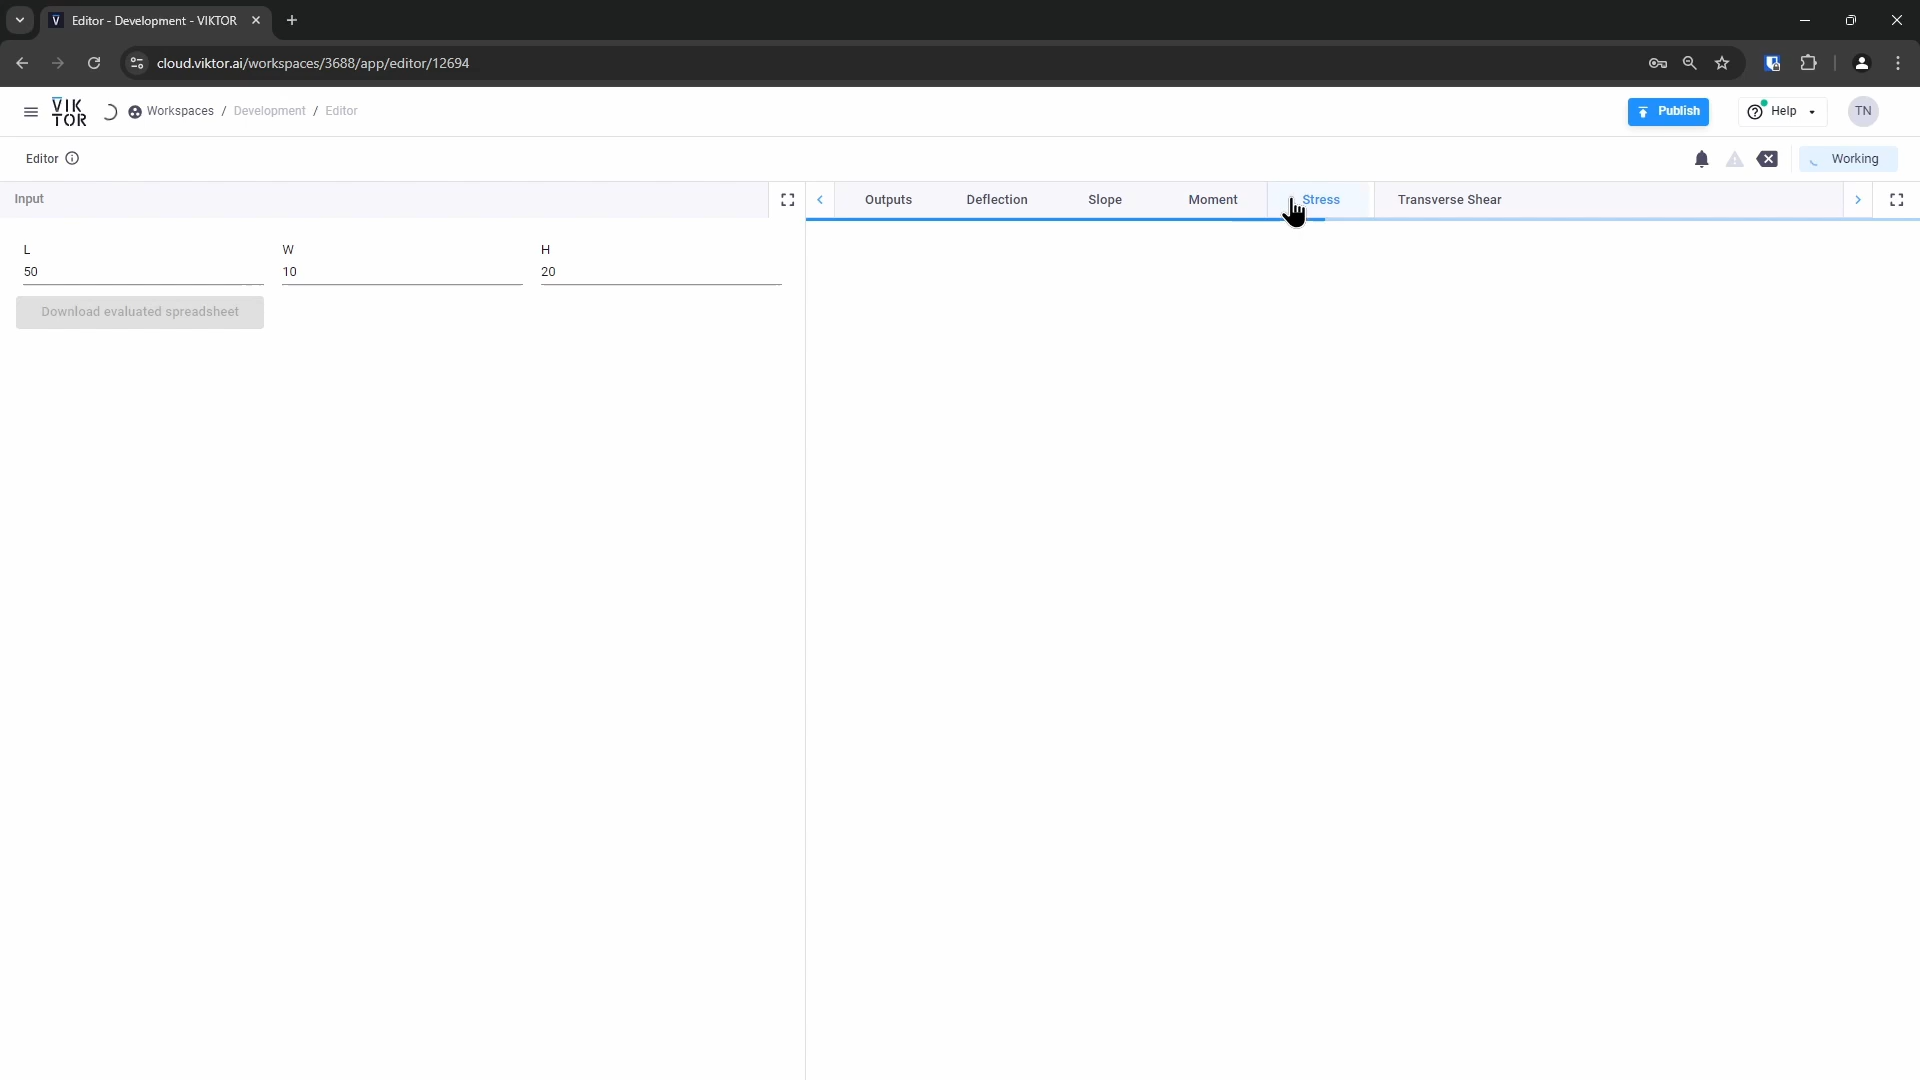 Editor - Development - VIKTOR
cloud.viktor.ai/workspaces/3688/app/editor/12694
VIK
TOR
Workspaces / Development / Editor
Publish
Help
TN
Editor
Working
Input
Outputs
Deflection
Slope
Moment
Stress
Transverse Shear
L
W
H
50
10
20
Download evaluated spreadsheet